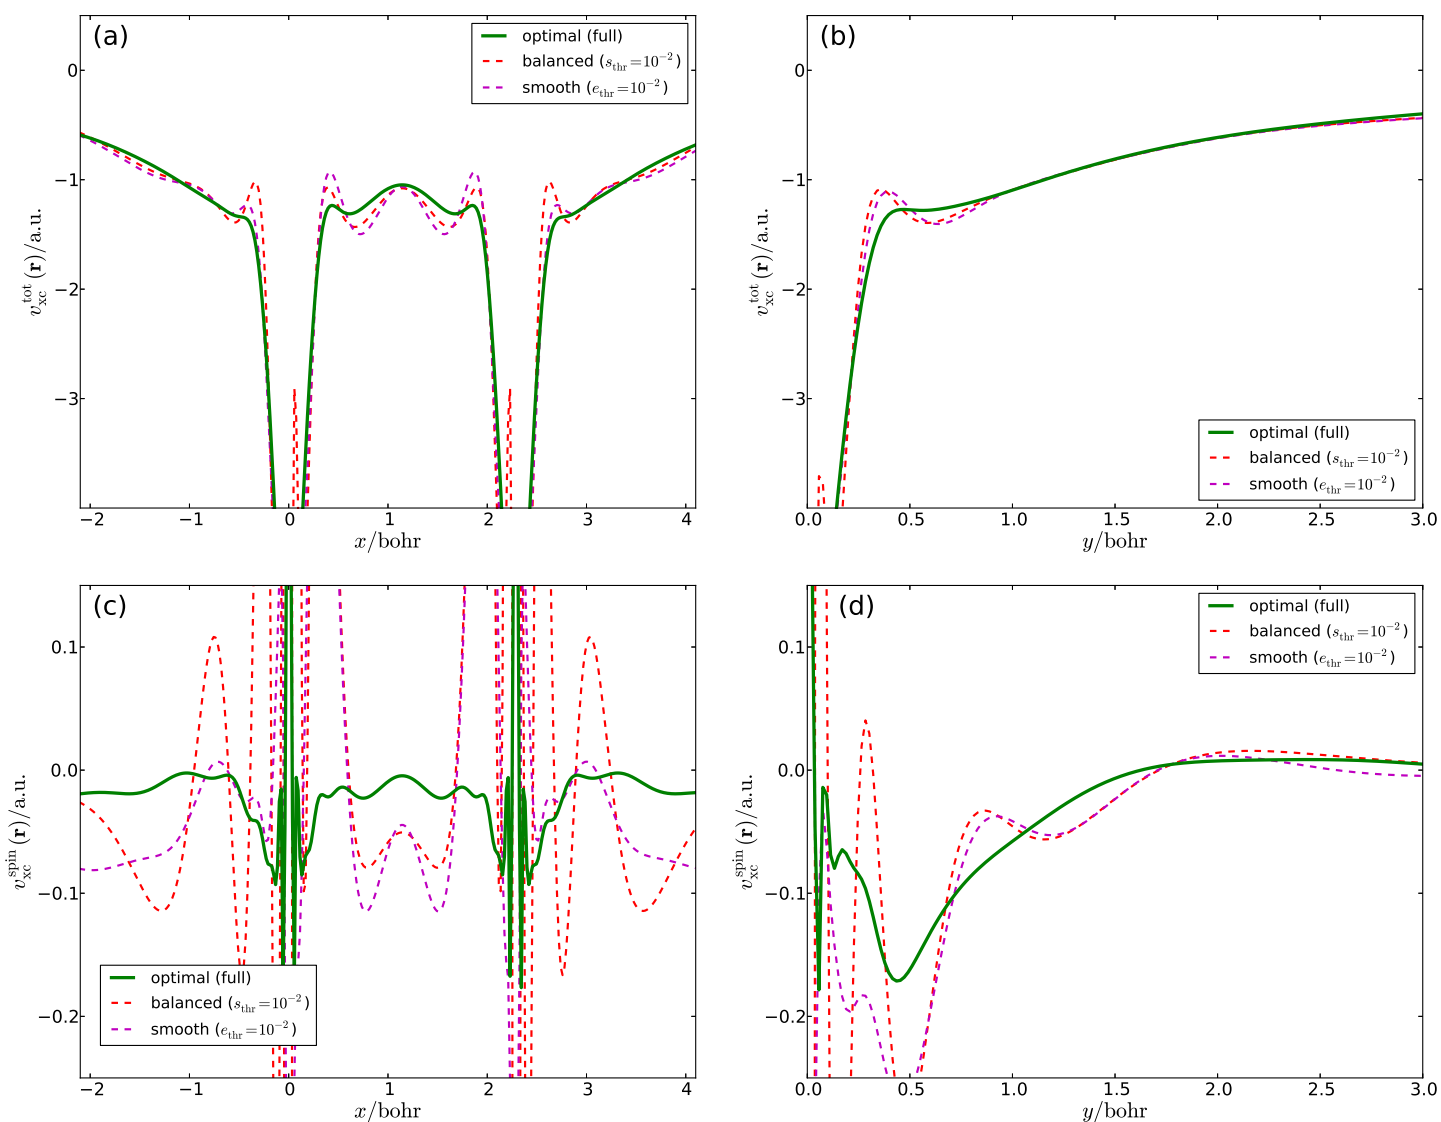 (a)
optimal (full)
balanced (s_thr=10^−2)
smooth (e_thr=10^−2)
0
−1
−2
−3
v_xc^tot(r)/a.u.
−2 −1 0 1 2 3 4
x/bohr
(b)
0
−1
−2
−3
v_xc^tot(r)/a.u.
optimal (full)
balanced (s_thr=10^−2)
smooth (e_thr=10^−2)
0.0 0.5 1.0 1.5 2.0 2.5 3.0
y/bohr
(c)
0.1
0.0
−0.1
−0.2
v_xc^spin(r)/a.u.
optimal (full)
balanced (s_thr=10^−2)
smooth (e_thr=10^−2)
−2 −1 0 1 2 3 4
x/bohr
(d)
optimal (full)
balanced (s_thr=10^−2)
smooth (e_thr=10^−2)
0.1
0.0
−0.1
−0.2
v_xc^spin(r)/a.u.
0.0 0.5 1.0 1.5 2.0 2.5 3.0
y/bohr